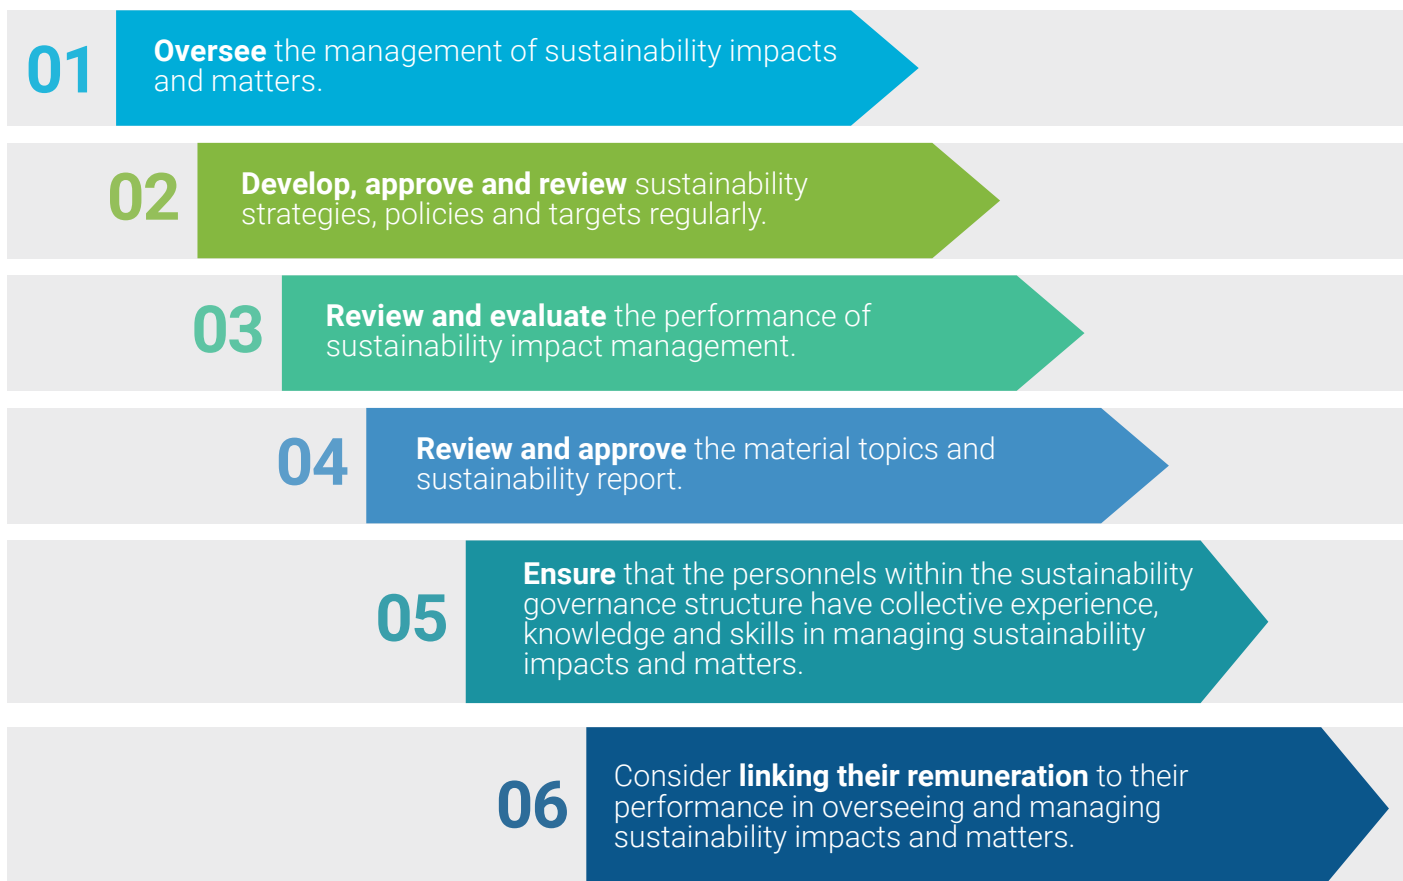 01
Oversee the management of sustainability impacts
and matters.
02
Develop, approve and review sustainability
strategies, policies and targets regularly.
03
Review and evaluate the performance of
sustainability impact management.
04
Review and approve the material topics and
sustainability report.
05
Ensure that the personnels within the sustainability
governance structure have collective experience,
knowledge and skills in managing sustainability
impacts and matters.
06
Consider linking their remuneration to their
performance in overseeing and managing
sustainability impacts and matters.